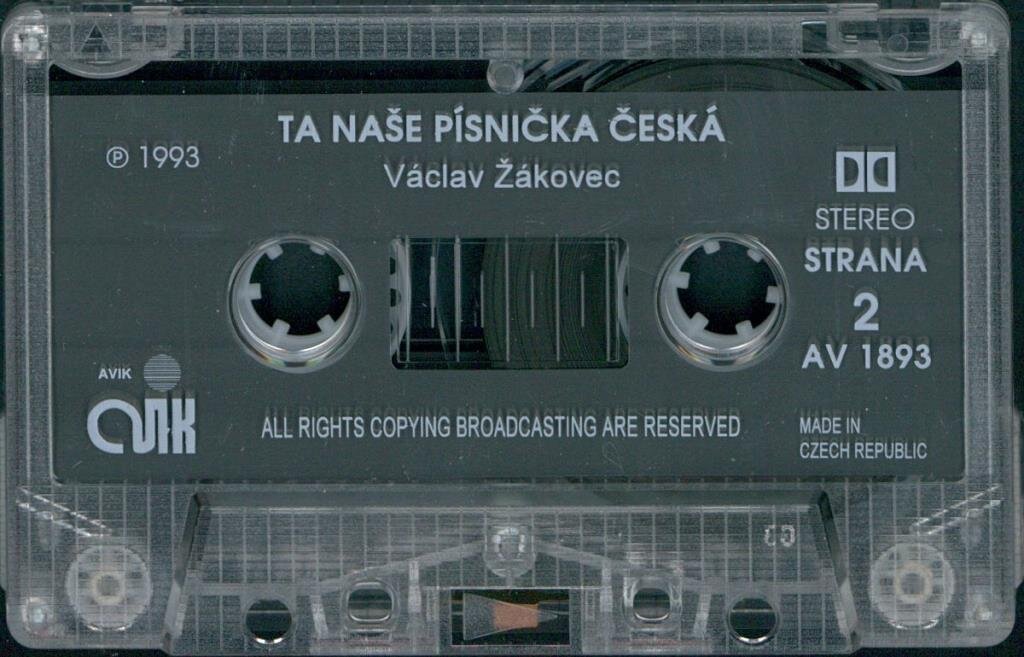 TA NAŠE PÍSNIČKA ČESKÁ
℗ 1993
Václav Žákovec
STEREO
STRANA
2
AV 1893
AVIK
AVIK
ALL RIGHTS COPYING BROADCASTING ARE RESERVED
MADE IN
CZECH REPUBLIC